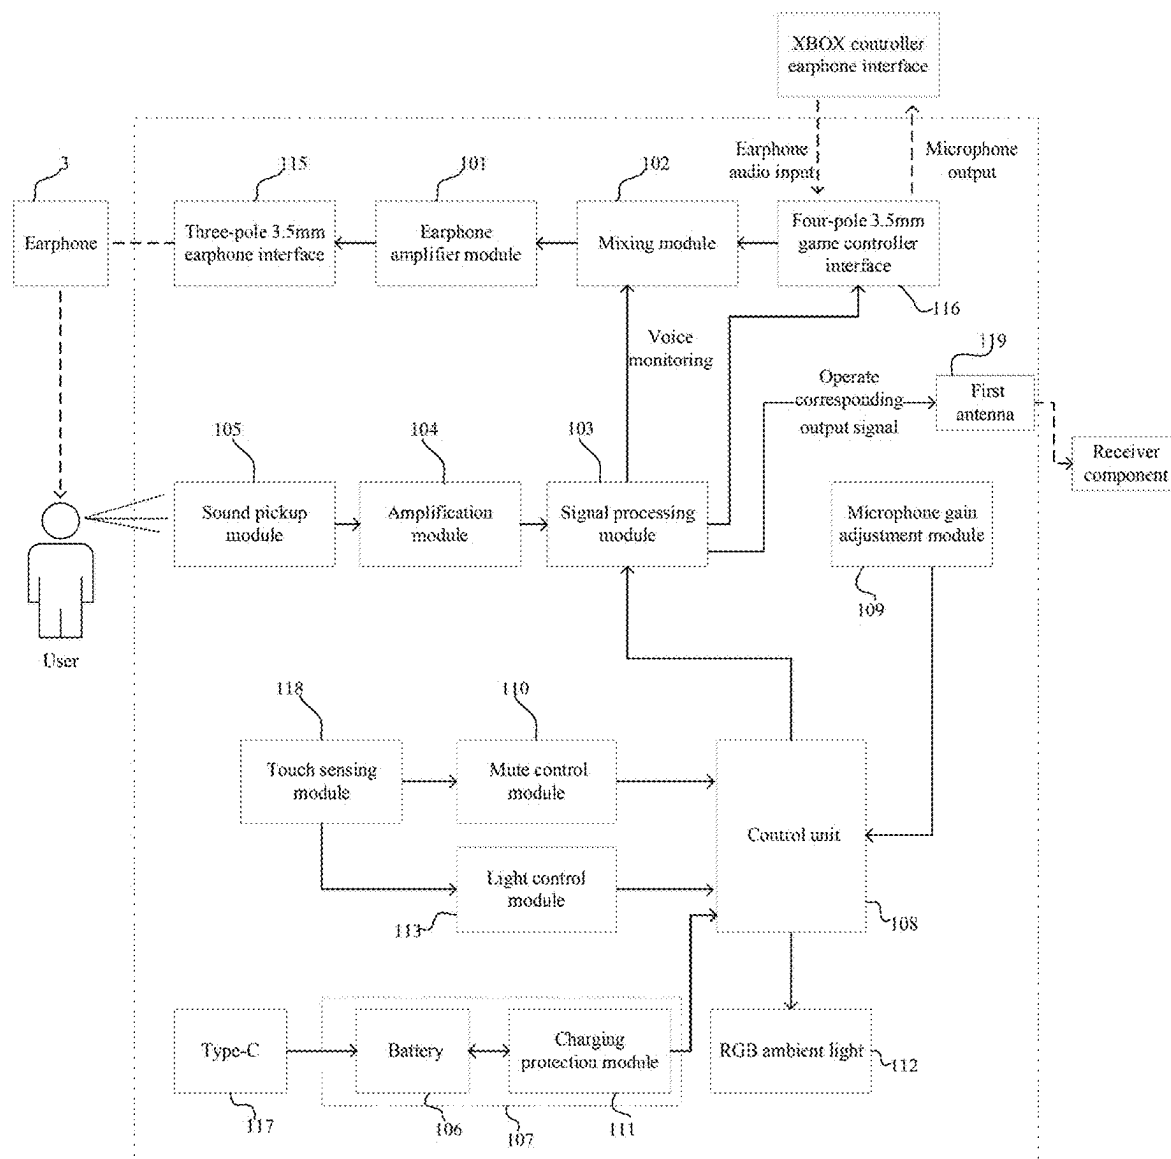 XBOX controller
earphone interface
Earphone
audio input
Microphone
output
3
115
101
102
Earphone
Three-pole 3.5mm
earphone interface
Earphone
amplifier module
Mixing module
Four-pole 3.5mm
game controller
interface
116
Voice
monitoring
119
Operate
corresponding
output signal
First
antenna
Receiver
component
105
104
103
Sound pickup
module
Amplification
module
Signal processing
module
Microphone gain
adjustment module
109
User
118
110
Touch sensing
module
Mute control
module
Control unit
Light control
module
113
108
Type-C
Battery
Charging
protection module
RGB ambient light
112
117
106
107
111